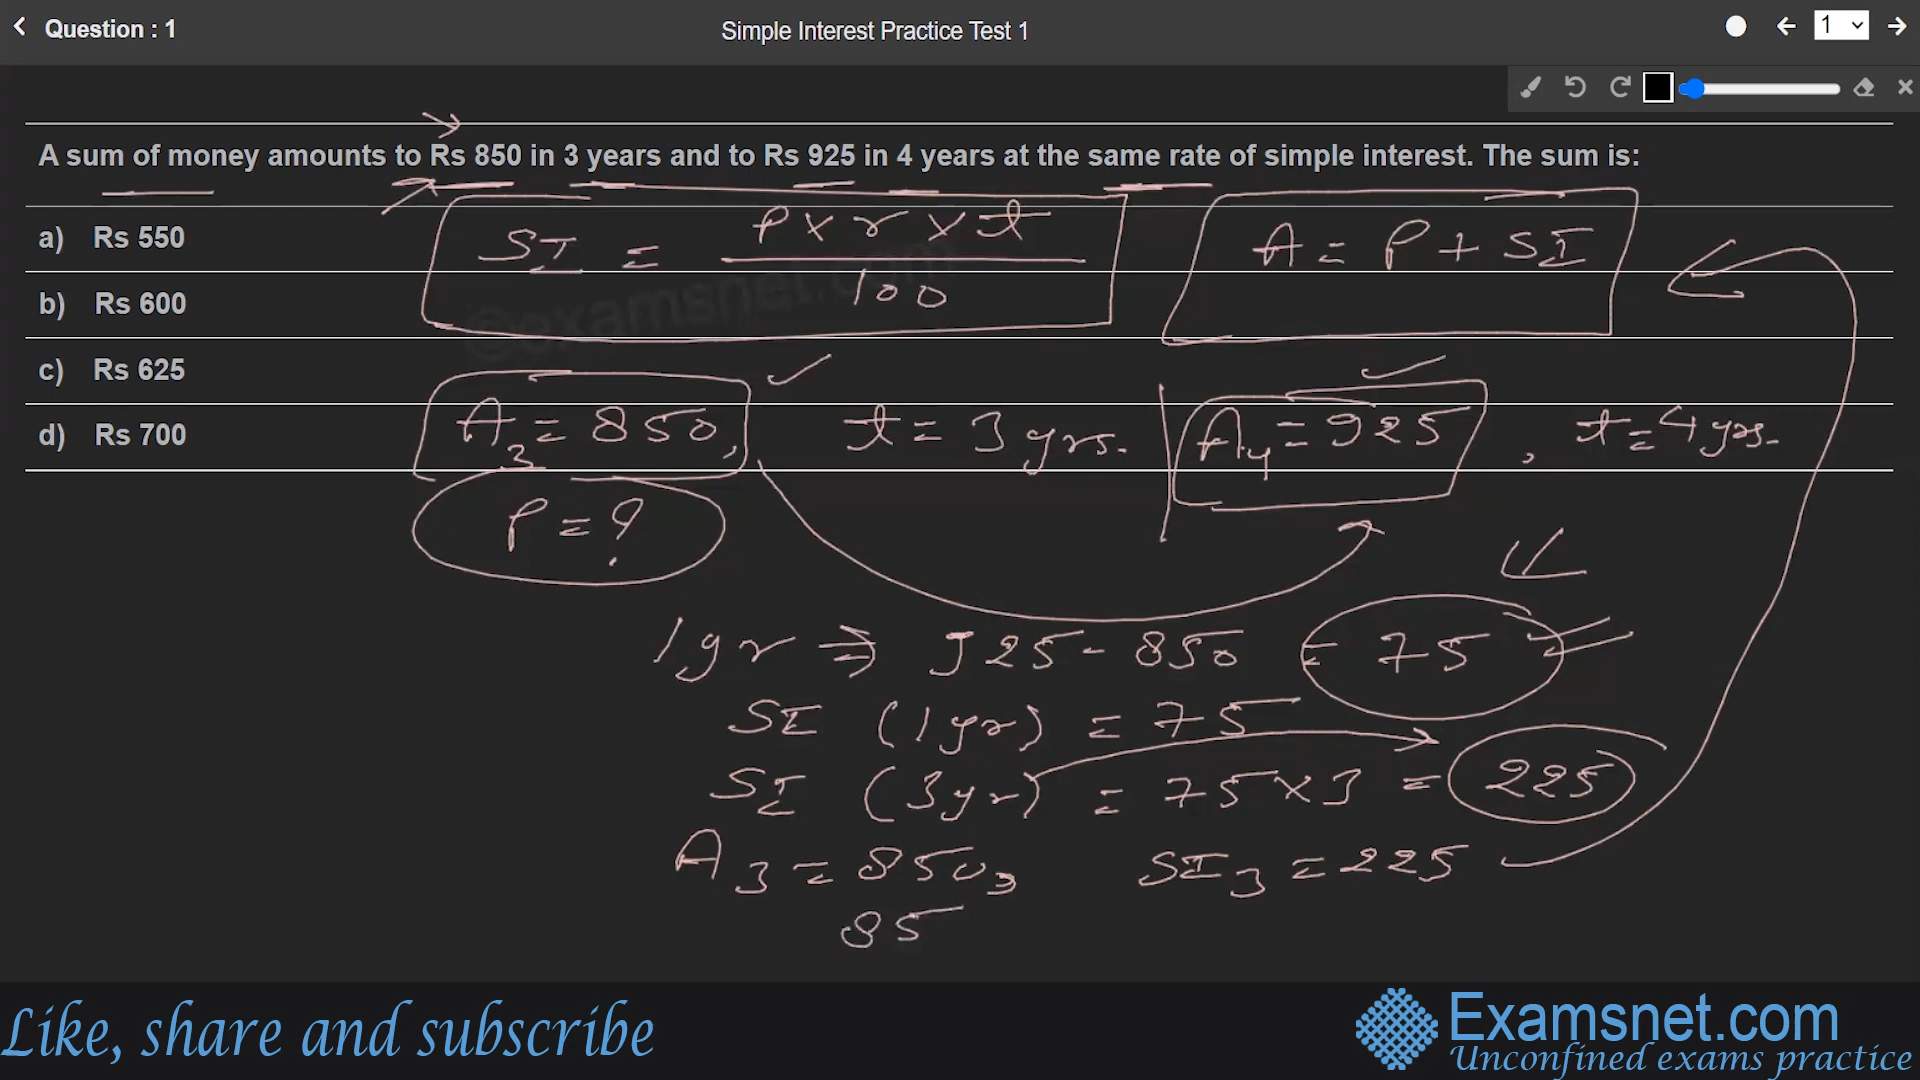 Question : 1
Simple Interest Practice Test 1
1
A sum of money amounts to Rs 850 in 3 years and to Rs 925 in 4 years at the same rate of simple interest. The sum is:
a) Rs 550
b) Rs 600
c) Rs 625
d) Rs 700
SI = P × r × t / 100
A = P + SI
@examsnet.com
A3 = 850, t = 3 yrs.
A4 = 925, t = 4 yrs.
P = ?
1 yr ⇒ 925 - 850 = 75
SI (1 yr) = 75
SI (3 yr) = 75 × 3 = 225
A3 = 850, SI3 = 225
85
Like, share and subscribe
Examsnet.com
Unconfined exams practice